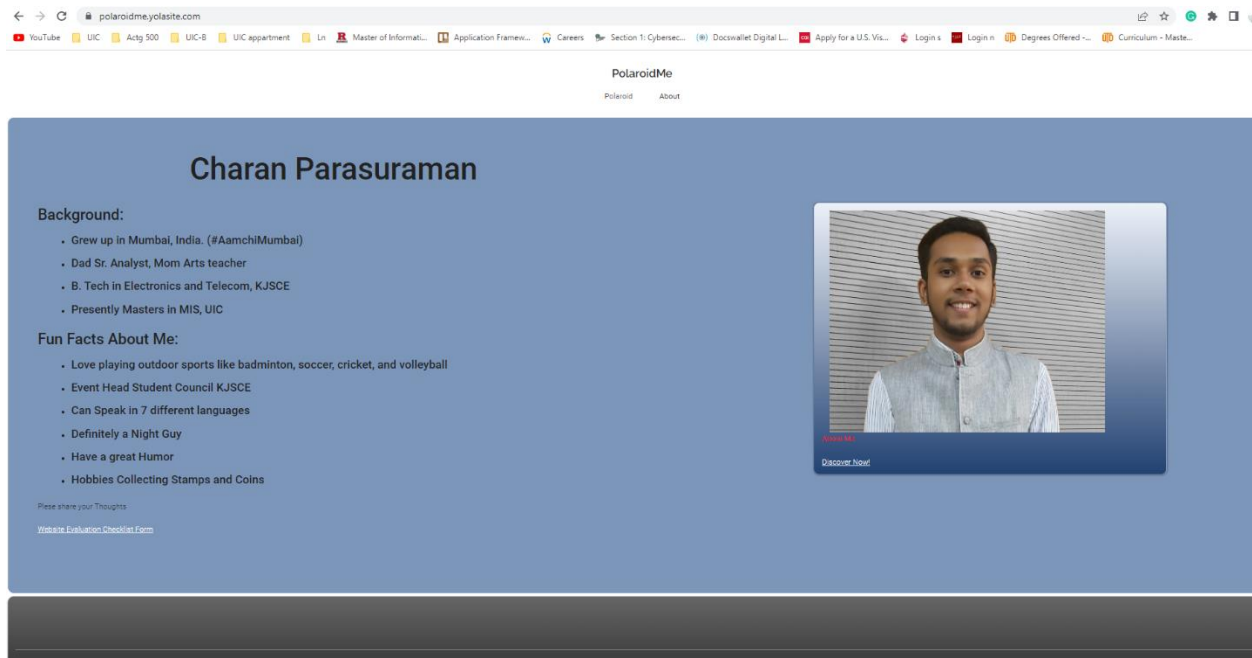 polaroidme.yolasite.com
YouTube UIC Actg 500 UIC-B UIC appartment Ln Master of Informati... Application Framew... Careers Section 1: Cybersec... Docswallet Digital L... Apply for a U.S. Vis... Login s Login n Degrees Offered -... Curriculum - Maste...
PolaroidMe
Polaroid About
Charan Parasuraman
Background:
• Grew up in Mumbai, India. (#AamchiMumbai)
• Dad Sr. Analyst, Mom Arts teacher
• B. Tech in Electronics and Telecom, KJSCE
• Presently Masters in MIS, UIC
Fun Facts About Me:
• Love playing outdoor sports like badminton, soccer, cricket, and volleyball
• Event Head Student Council KJSCE
• Can Speak in 7 different languages
• Definitely a Night Guy
• Have a great Humor
• Hobbies Collecting Stamps and Coins
Plese share your Thoughts
Website Evaluation Checklist Form
Discover Now!